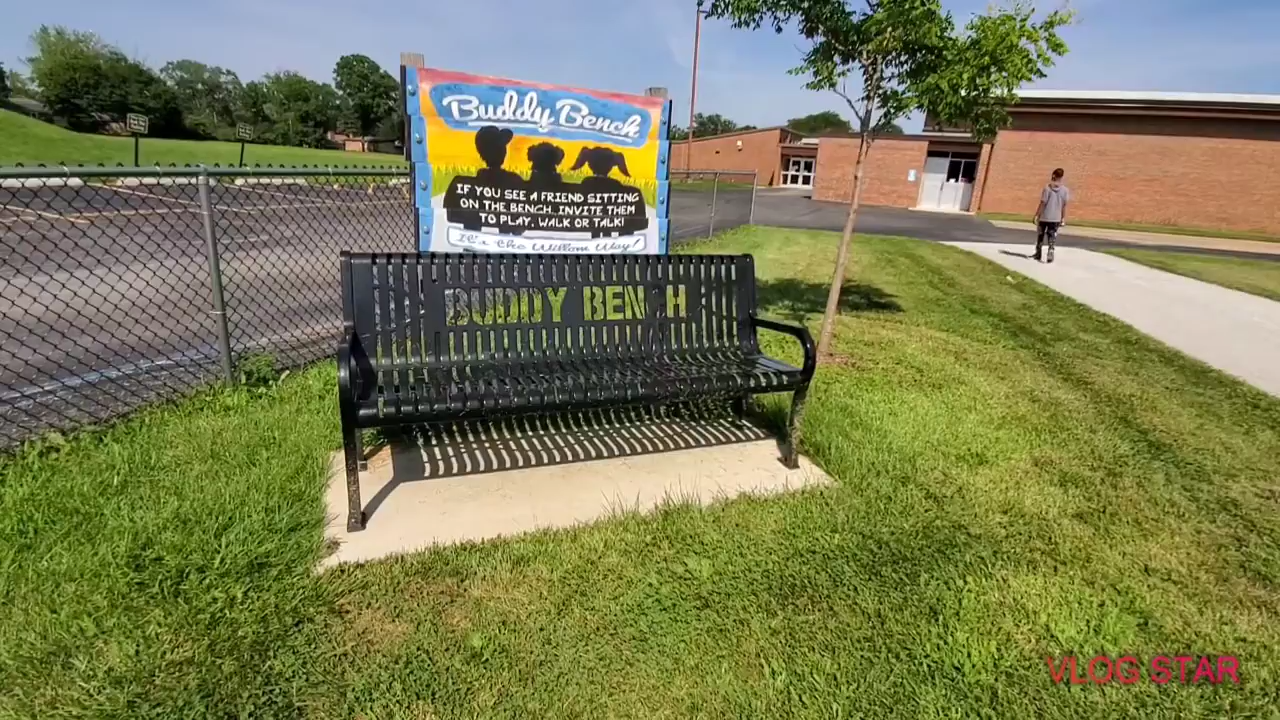 Buddy Bench
IF YOU SEE A FRIEND SITTING
ON THE BENCH, INVITE THEM
TO PLAY, WALK OR TALK!
It's the Willow Way!
BUDDY BENCH
VLOG STAR